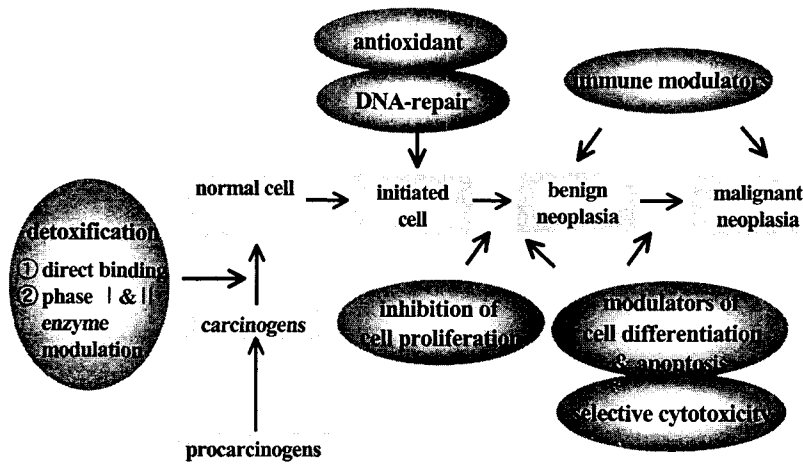 antioxidant
DNA-repair
immune modulators
normal cell
initiated
cell
benign
neoplasia
malignant
neoplasia
detoxification
① direct binding
② phase I & II
enzyme
modulation
carcinogens
procarcinogens
inhibition of
cell proliferation
modulators of
cell differentiation
& apoptosis
selective cytotoxicity